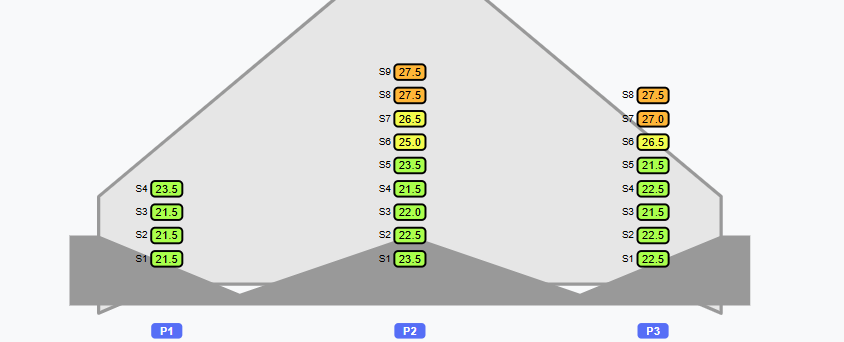 S9 27.5
S8 27.5 S8 27.5
S7 26.5 S7 27.0
S6 25.0 S6 26.5
S5 23.5 S5 21.5
S4 23.5 S4 21.5 S4 22.5
S3 21.5 S3 22.0 S3 21.5
S2 21.5 S2 22.5 S2 22.5
S1 21.5 S1 23.5 S1 22.5
P1 P2 P3